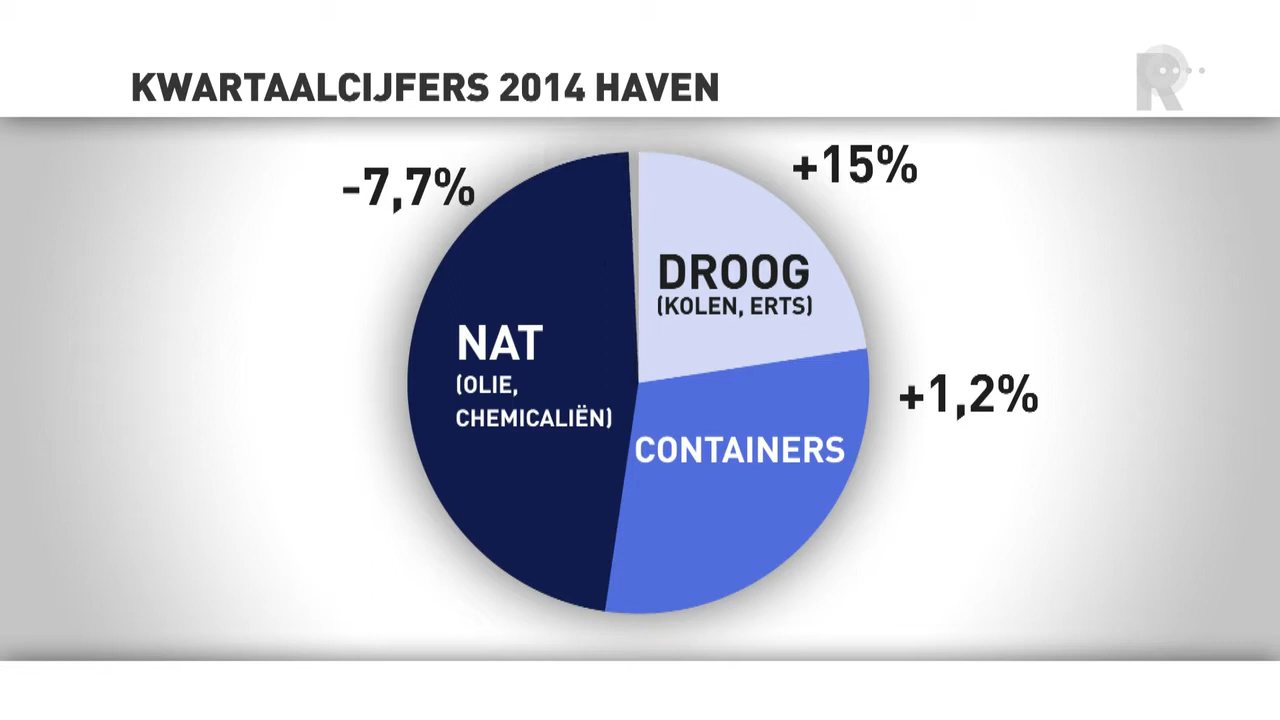 KWARTAALCIJFERS 2014 HAVEN
R
-7,7%
+15%
DROOG
(KOLEN, ERTS)
NAT
(OLIE,
CHEMICALIËN)
+1,2%
CONTAINERS